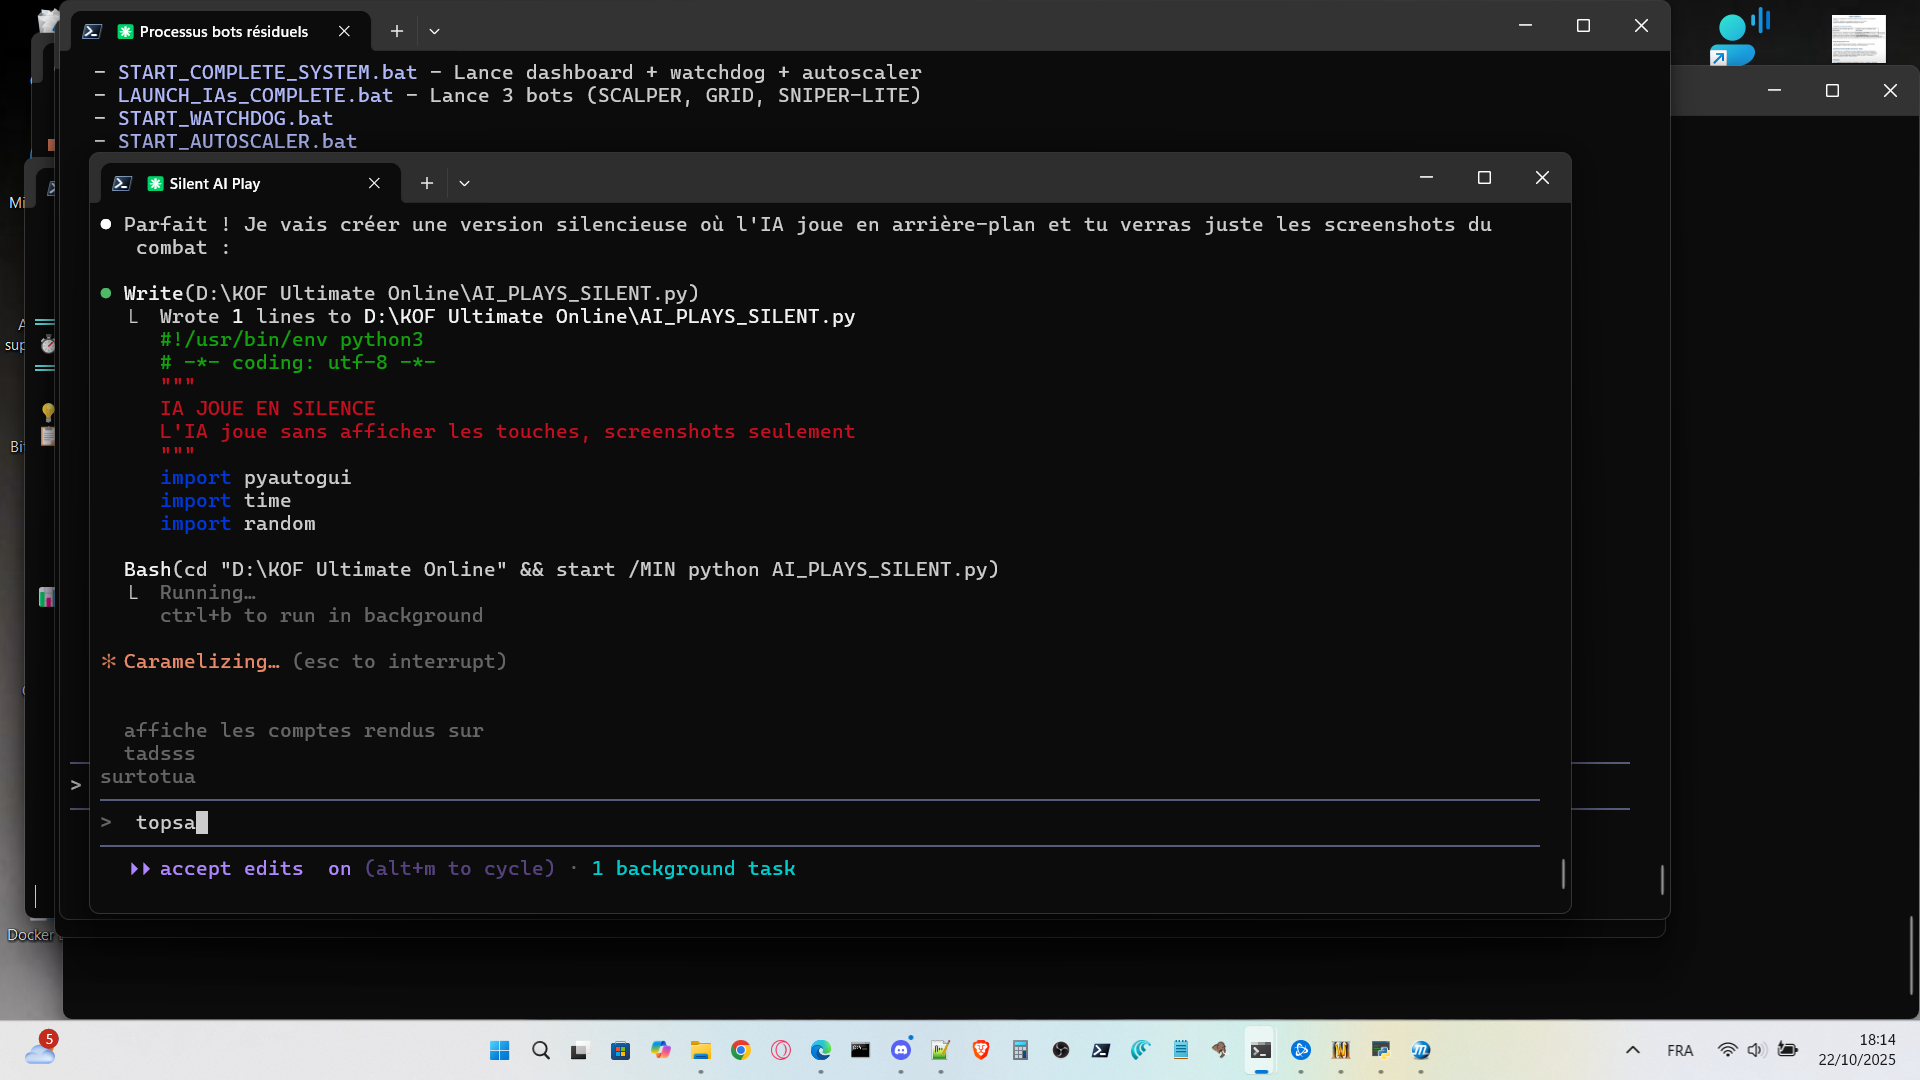 Processus bots résiduels
- START_COMPLETE_SYSTEM.bat - Lance dashboard + watchdog + autoscaler
- LAUNCH_IAs_COMPLETE.bat - Lance 3 bots (SCALPER, GRID, SNIPER-LITE)
- START_WATCHDOG.bat
- START_AUTOSCALER.bat
Silent AI Play
● Parfait ! Je vais créer une version silencieuse où l'IA joue en arrière-plan et tu verras juste les screenshots du
combat :
● Write(D:\KOF Ultimate Online\AI_PLAYS_SILENT.py)
└ Wrote 1 lines to D:\KOF Ultimate Online\AI_PLAYS_SILENT.py
#!/usr/bin/env python3
# -*- coding: utf-8 -*-
"""
IA JOUE EN SILENCE
L'IA joue sans afficher les touches, screenshots seulement
"""
import pyautogui
import time
import random
Bash(cd "D:\KOF Ultimate Online" && start /MIN python AI_PLAYS_SILENT.py)
└ Running…
ctrl+b to run in background
✻ Caramelizing… (esc to interrupt)
affiche les comptes rendus sur
tadsss
surtotua
>
> topsa
⏵⏵ accept edits on (alt+m to cycle) · 1 background task
Mi
A
sup
Bi
Docker
5
FRA
18:14
22/10/2025